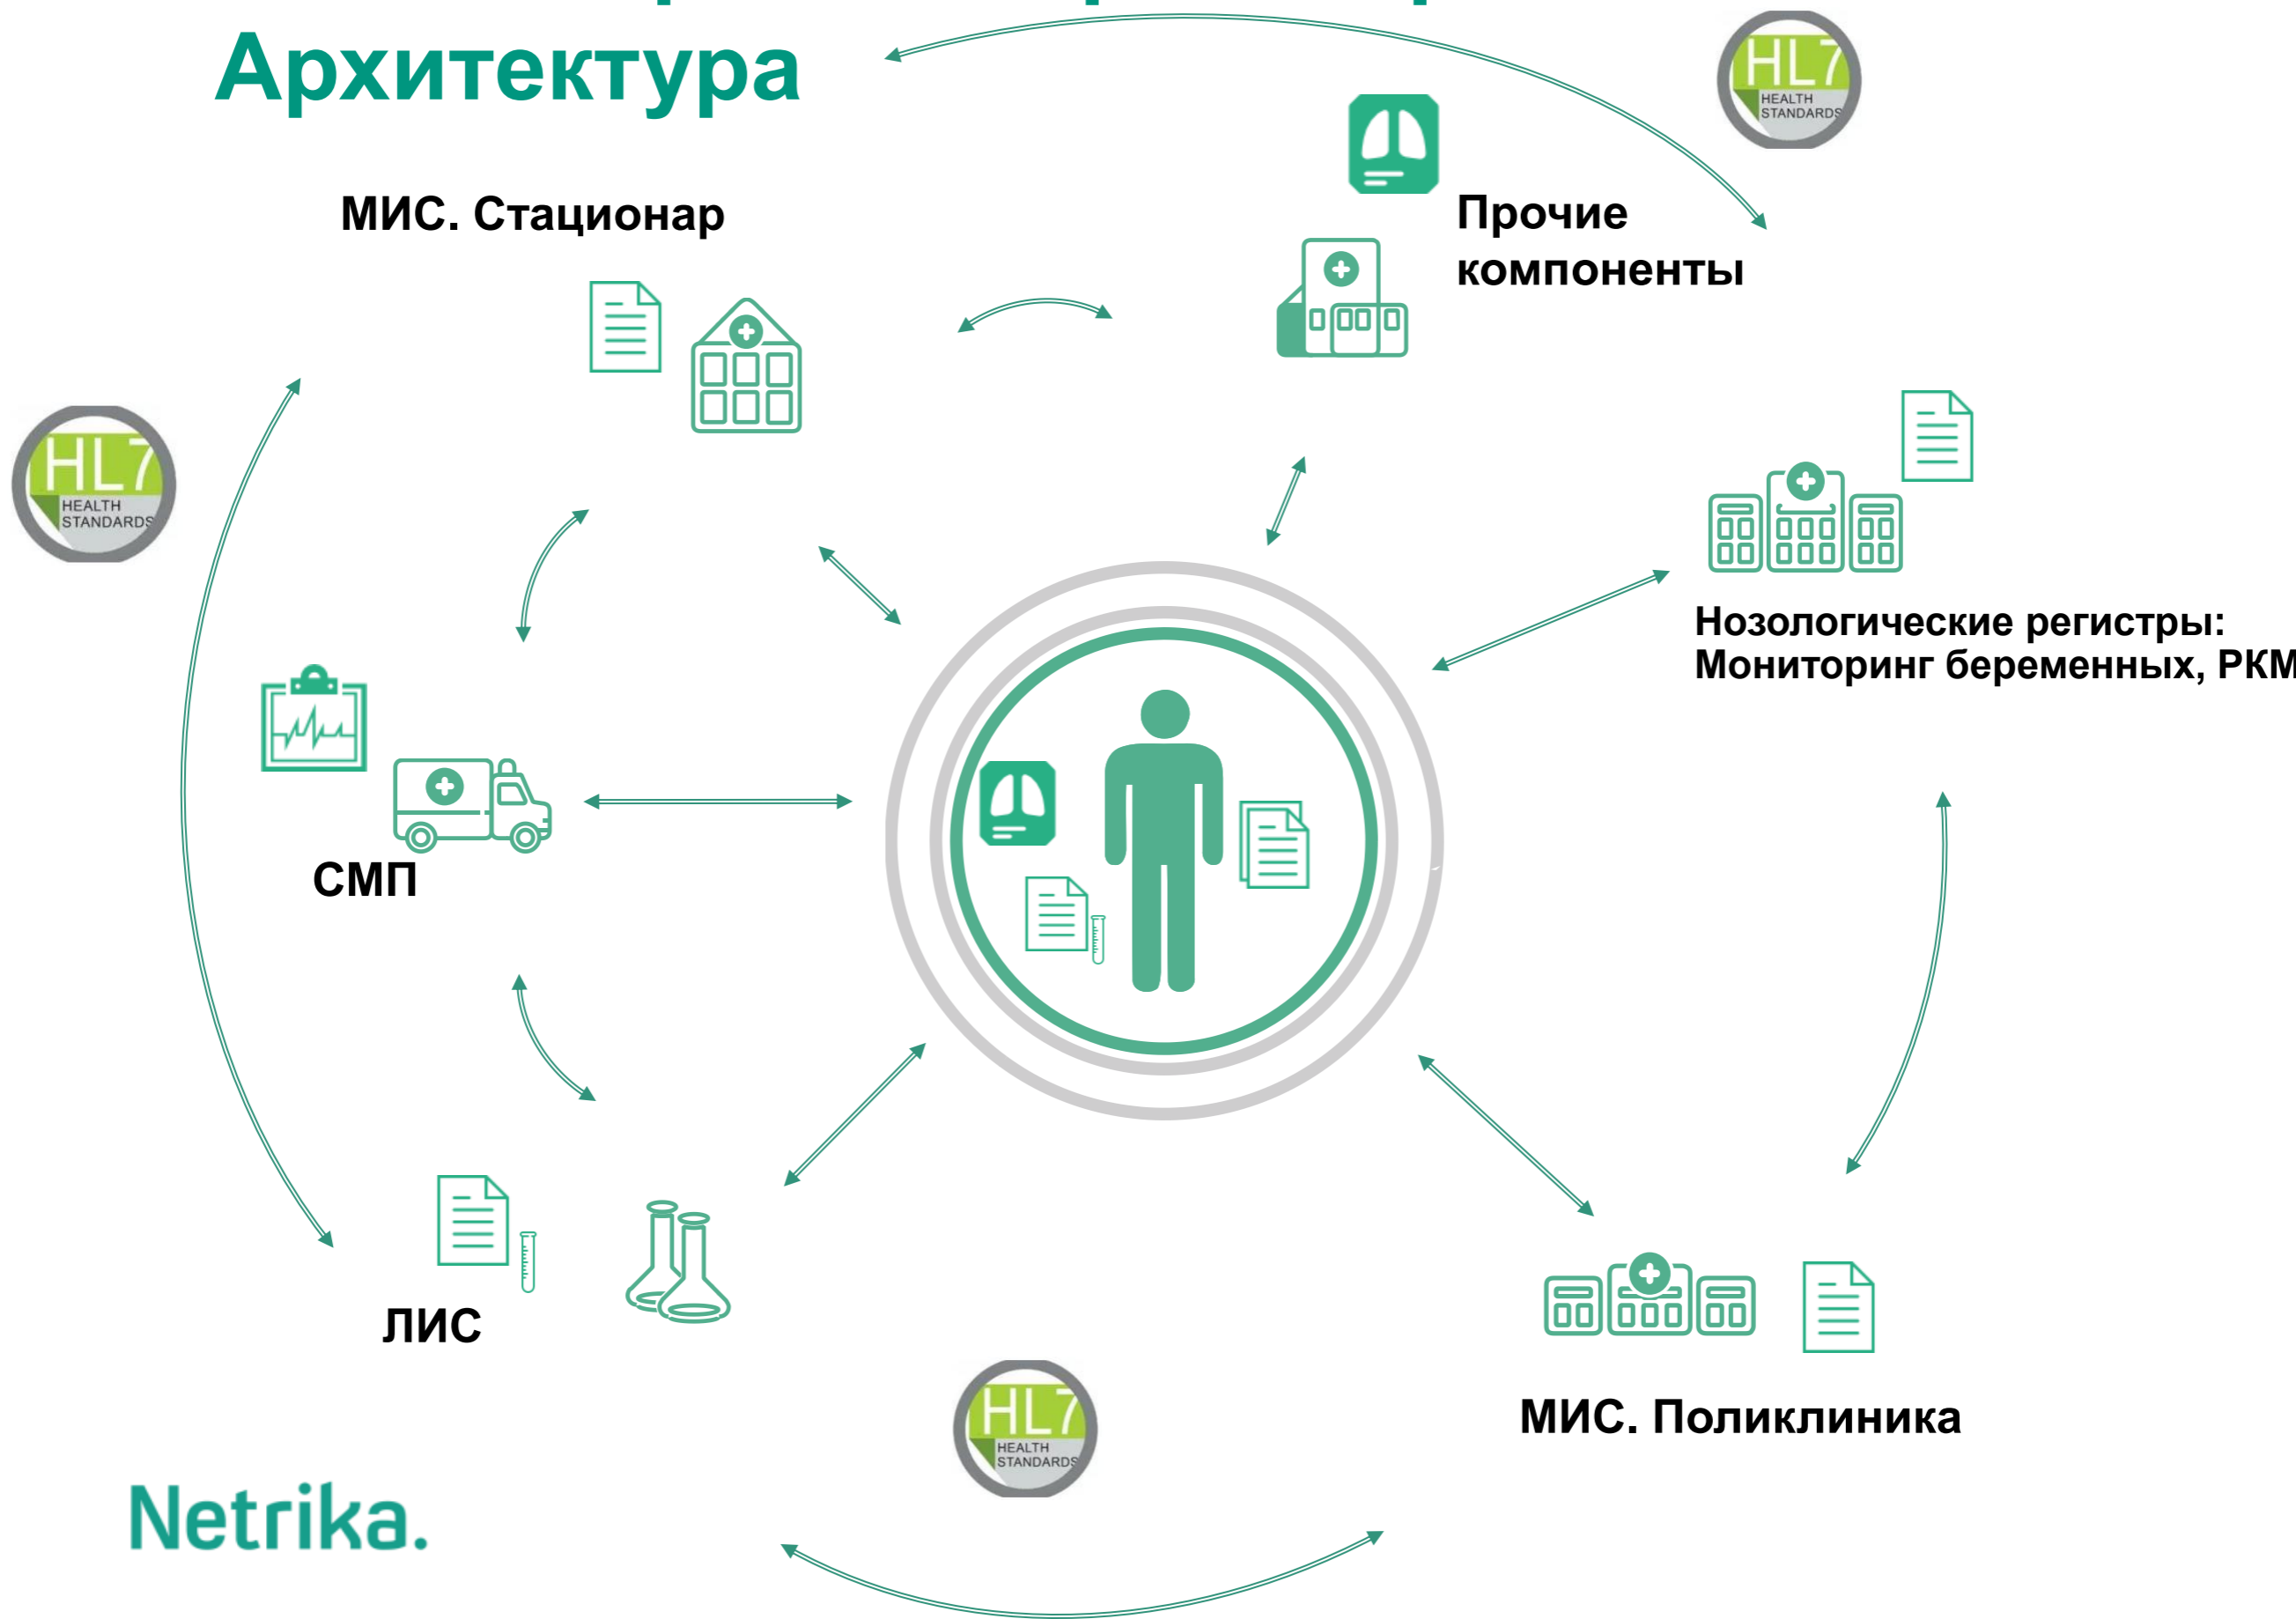 Архитектура
HL7
HEALTH
STANDARDS
Прочие
компоненты
МИС. Стационар
HL7
HEALTH
STANDARDS
Нозологические регистры:
Мониторинг беременных, РКМ
СМП
ЛИС
МИС. Поликлиника
HL7
HEALTH
STANDARDS
Netrika.